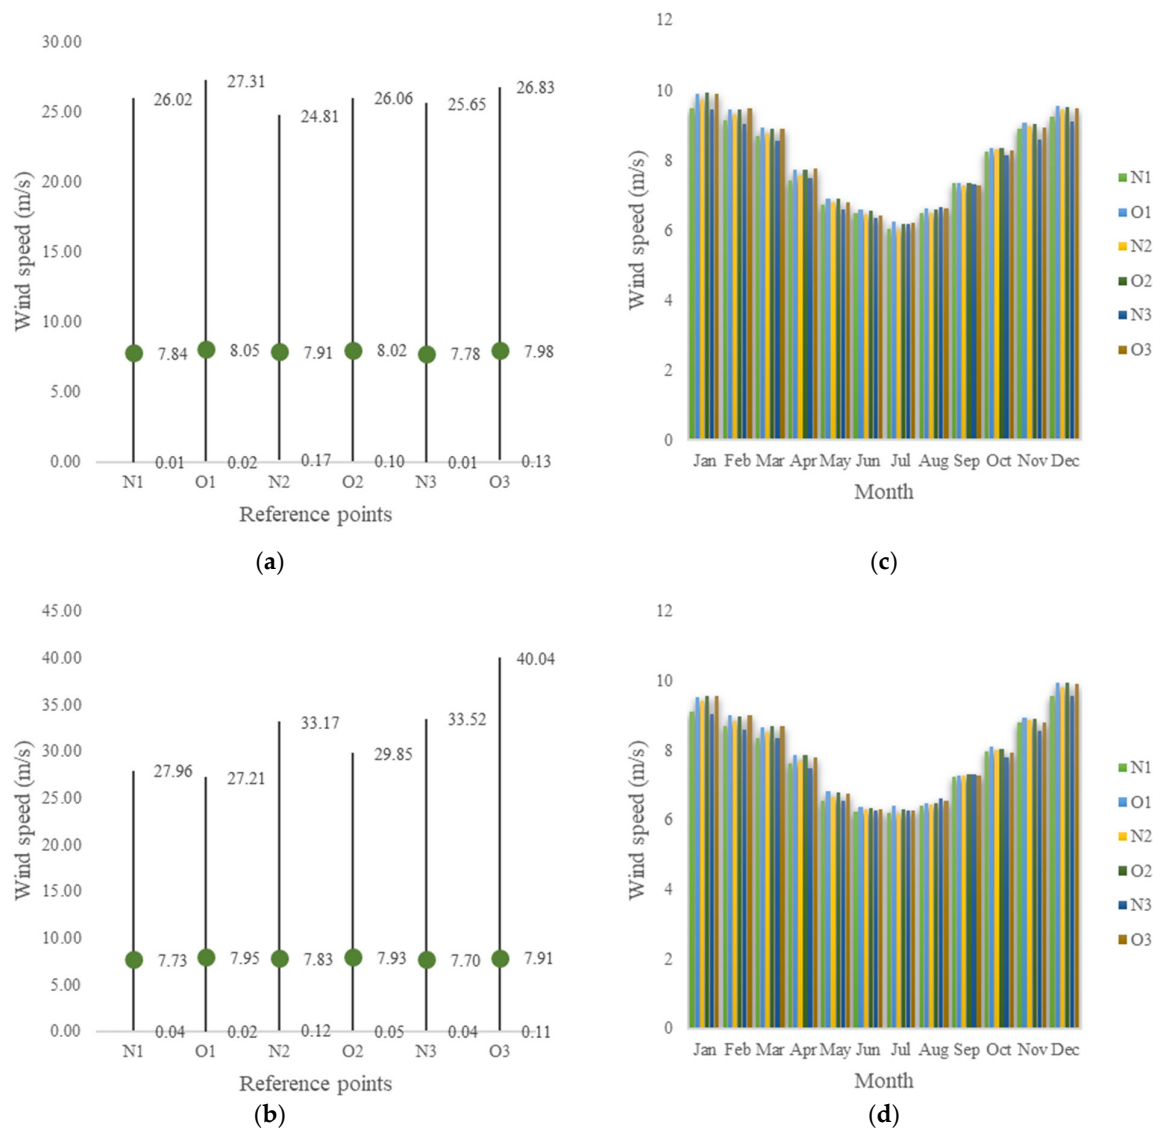 30.00
25.00
20.00
15.00
10.00
5.00
0.00
Wind speed (m/s)
26.02
27.31
24.81
26.06
25.65
26.83
7.84
8.05
7.91
8.02
7.78
7.98
0.01
0.02
0.17
0.10
0.01
0.13
N1 O1 N2 O2 N3 O3
Reference points
(a)
12
10
8
6
4
2
0
Wind speed (m/s)
Jan Feb Mar Apr May Jun Jul Aug Sep Oct Nov Dec
Month
N1
O1
N2
O2
N3
O3
(c)
45.00
40.00
35.00
30.00
25.00
20.00
15.00
10.00
5.00
0.00
Wind speed (m/s)
27.96
27.21
33.17
29.85
33.52
40.04
7.73
7.95
7.83
7.93
7.70
7.91
0.04
0.02
0.12
0.05
0.04
0.11
N1 O1 N2 O2 N3 O3
Reference points
(b)
12
10
8
6
4
2
0
Wind speed (m/s)
Jan Feb Mar Apr May Jun Jul Aug Sep Oct Nov Dec
Month
N1
O1
N2
O2
N3
O3
(d)